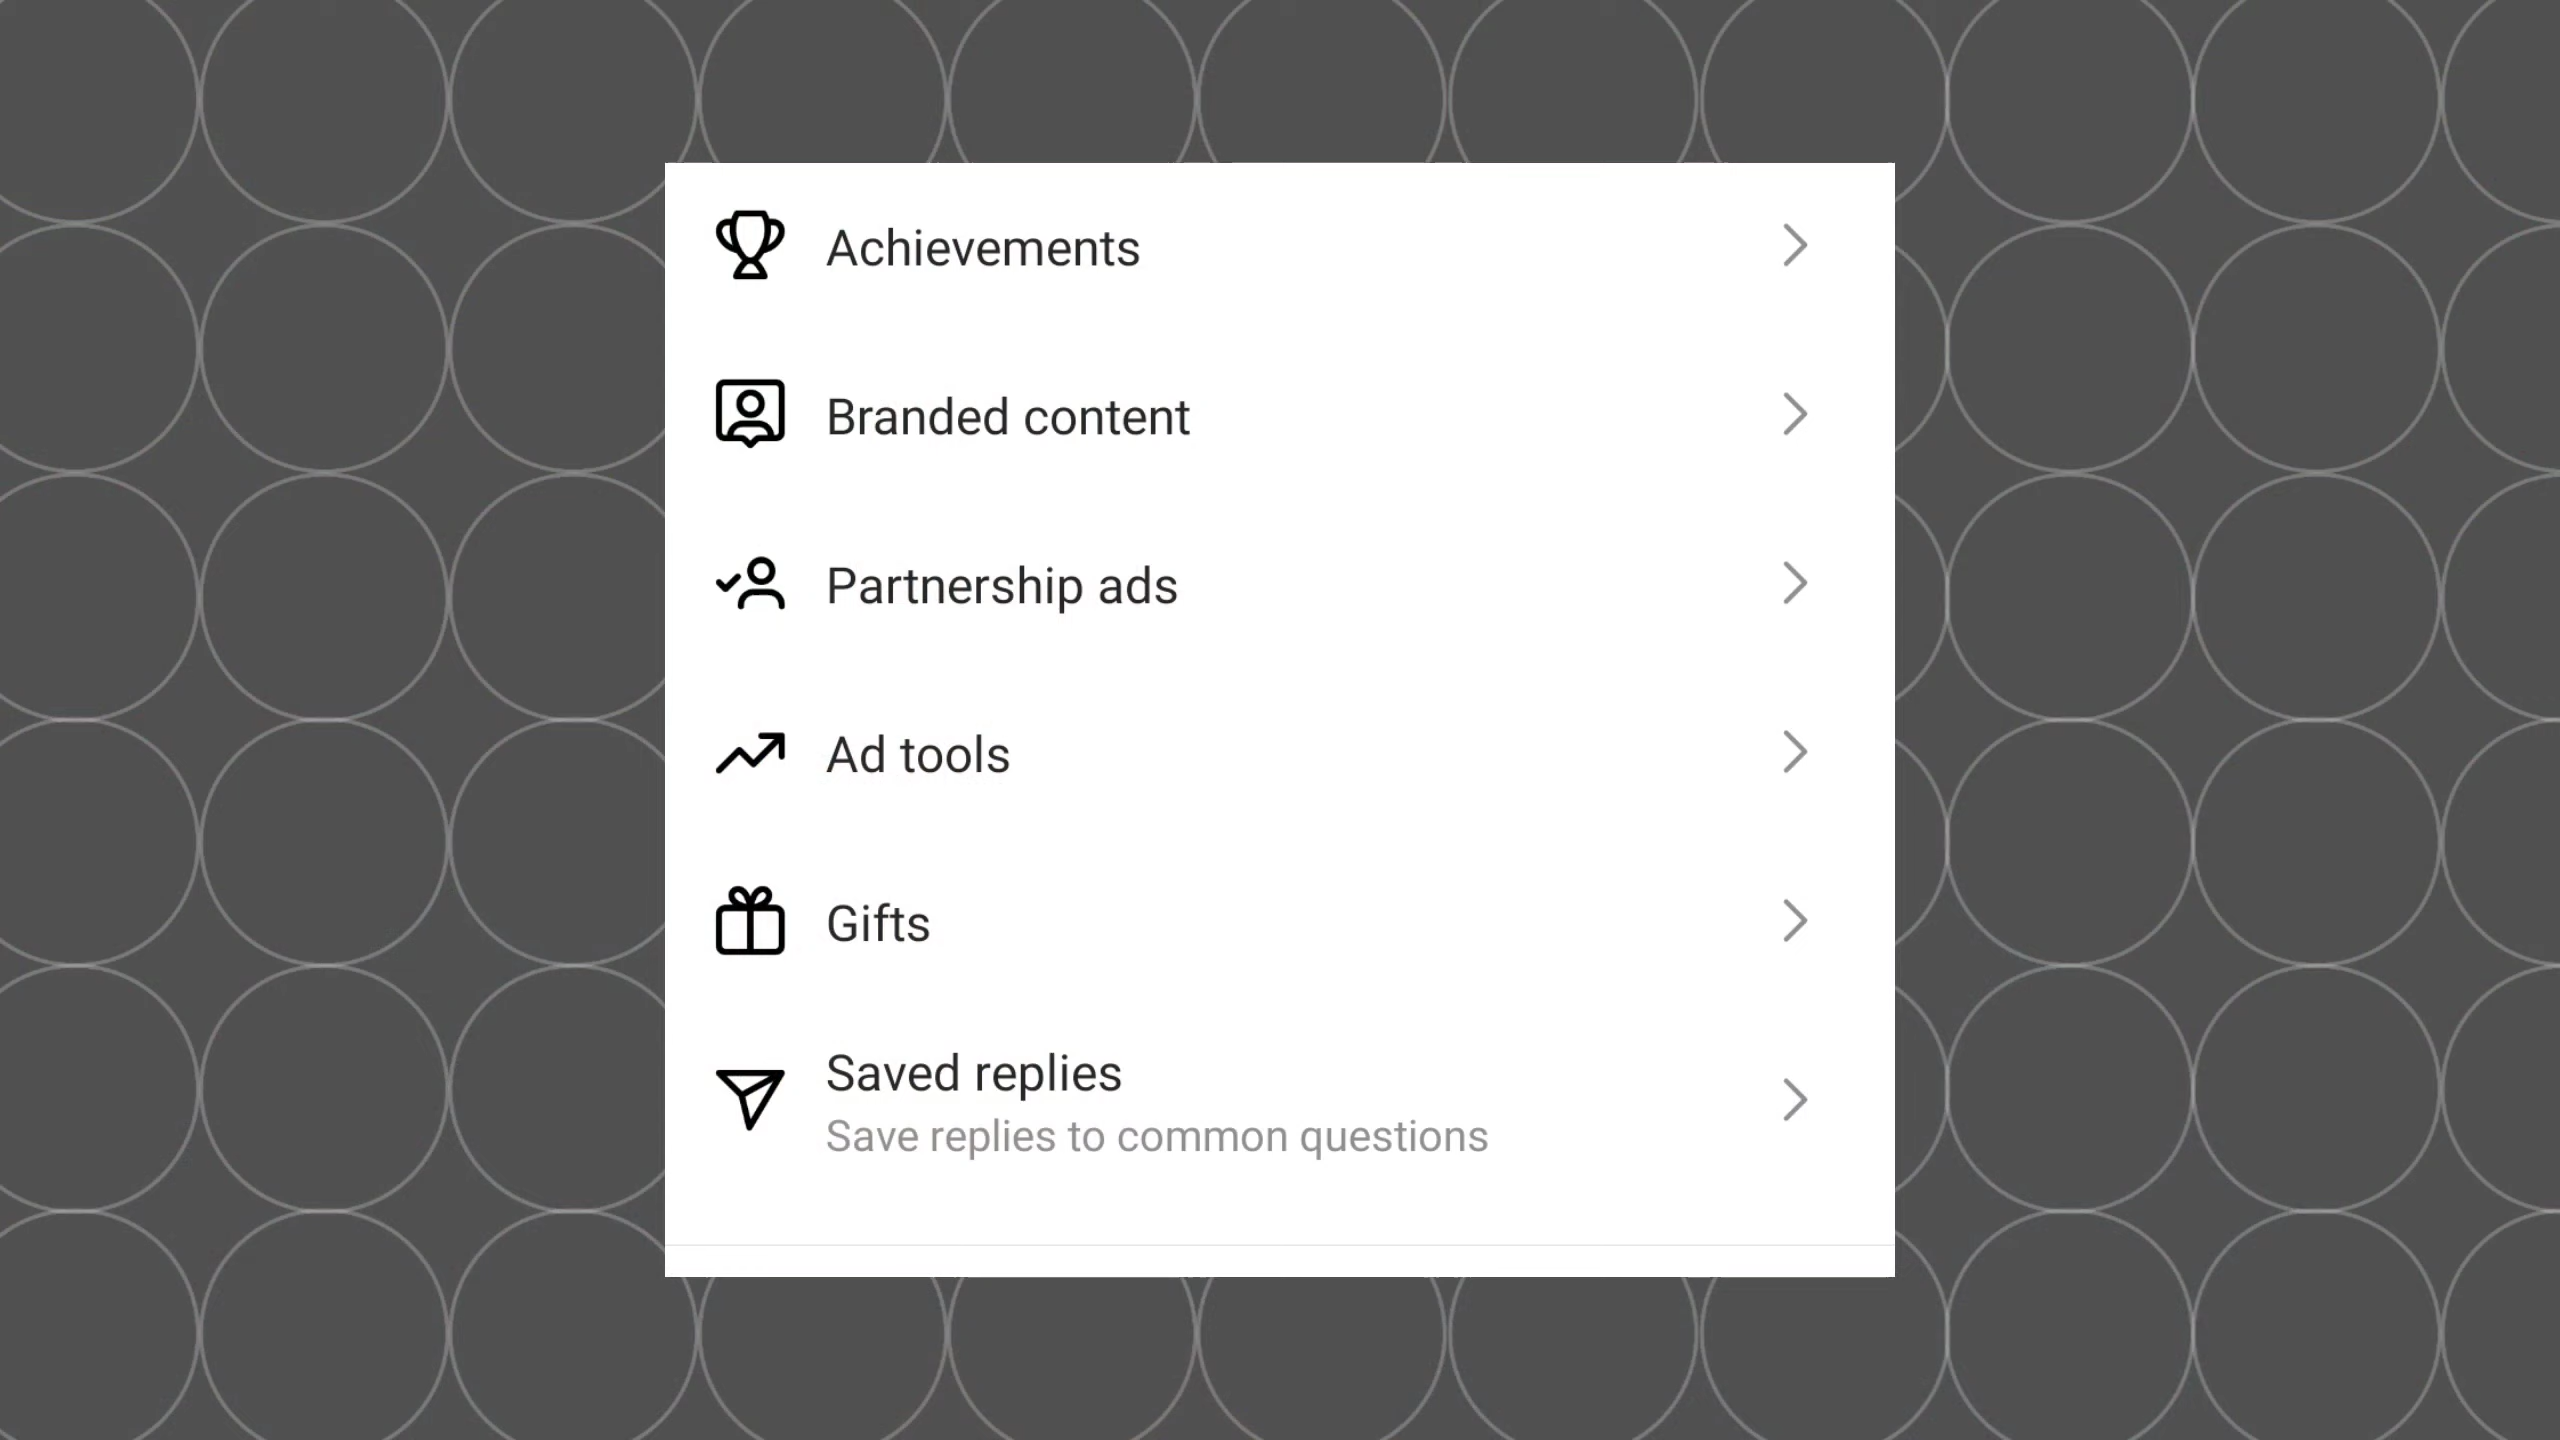 Achievements
Branded content
Partnership ads
Ad tools
Gifts
Saved replies
Save replies to common questions